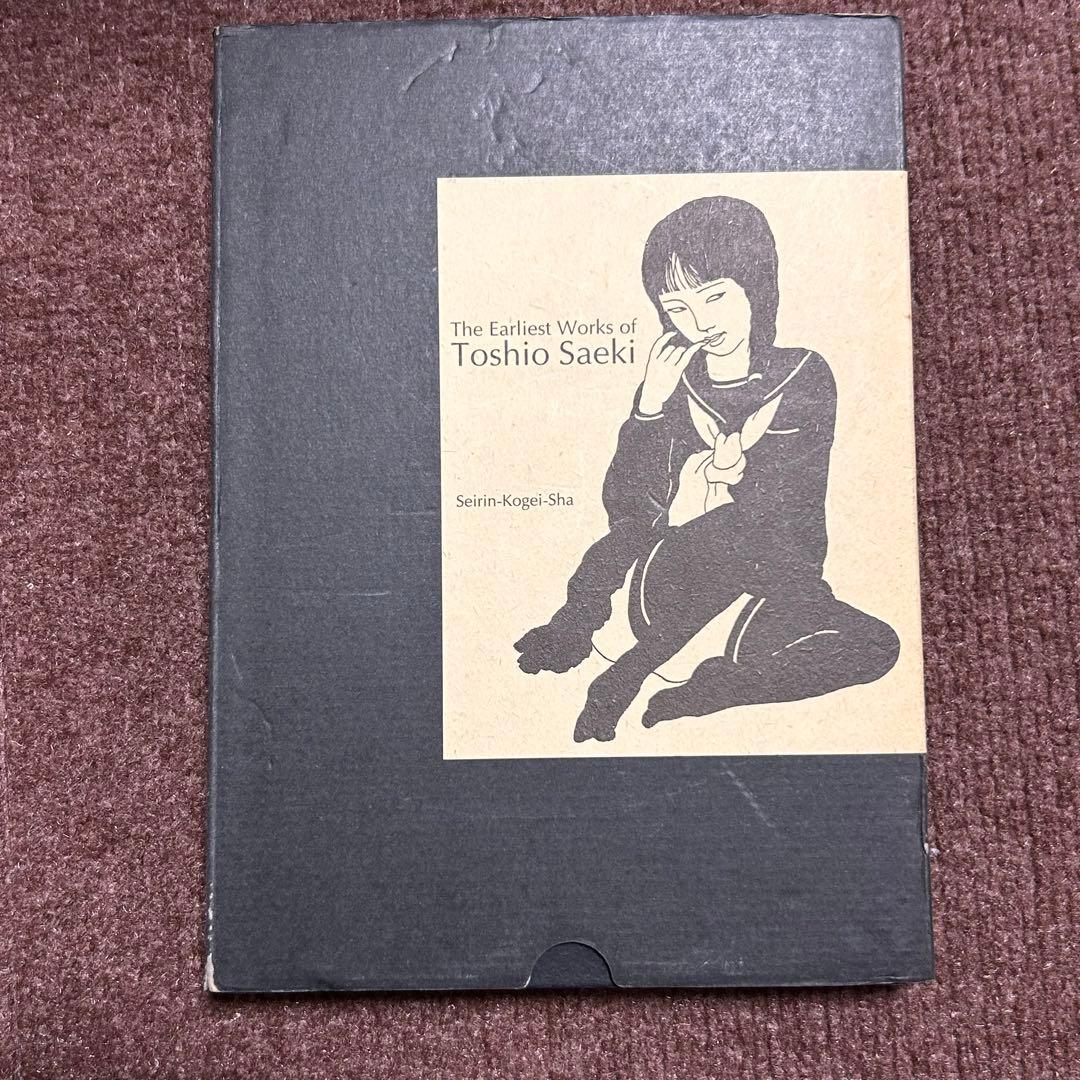 The Earliest Works of
Toshio Saeki
Seirin-Kogei-Sha